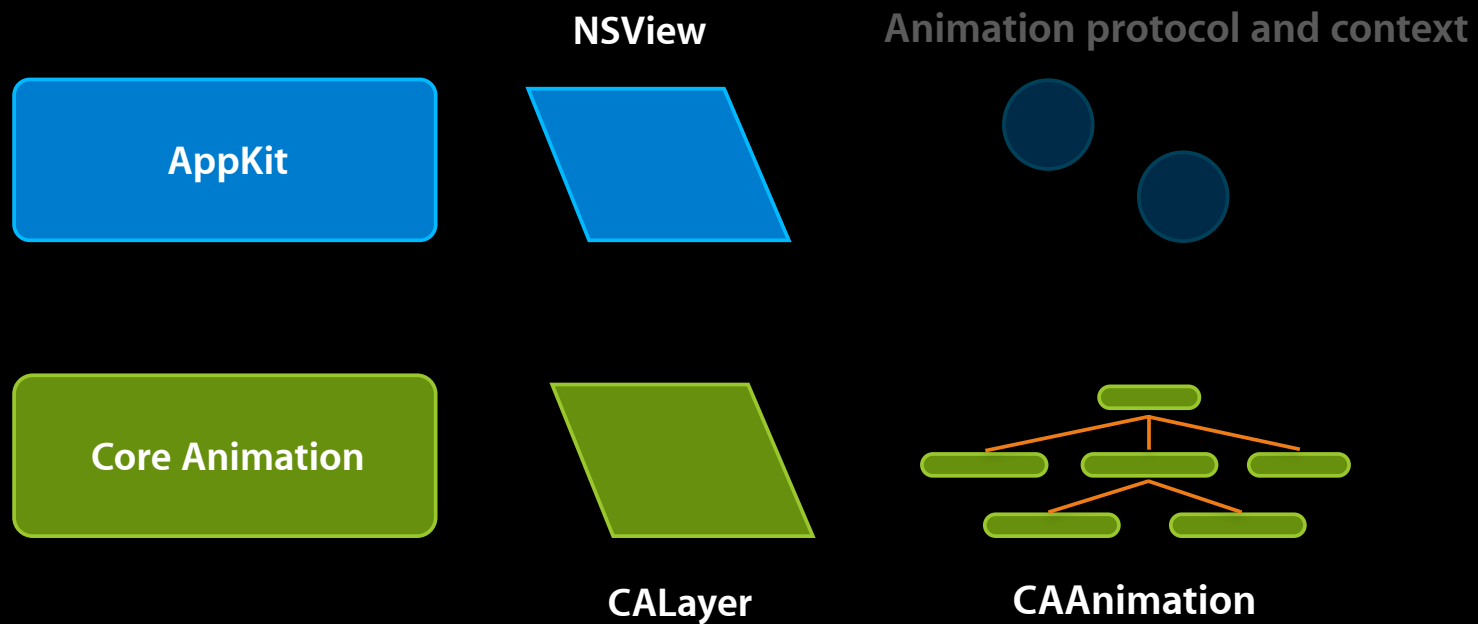 NSView
Animation protocol and context
AppKit
Core Animation
CALayer
CAAnimation